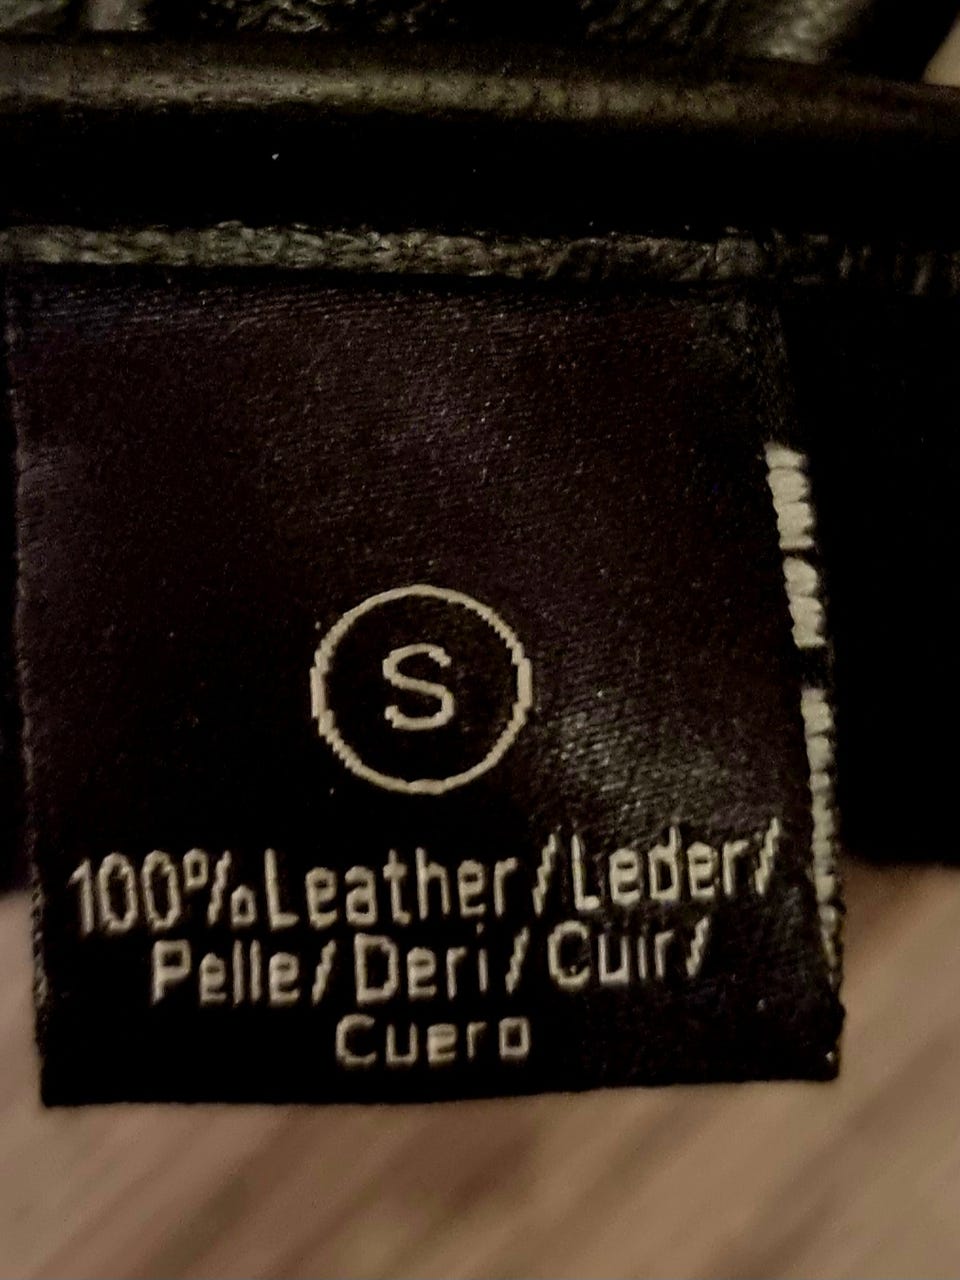 S
100% Leather / Leder /
Pelle / Deri / Cuir /
Cuero